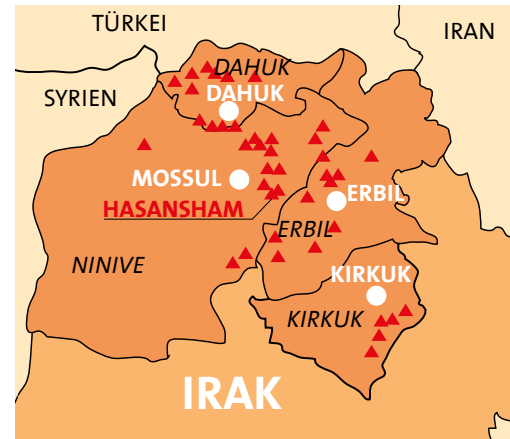 TÜRKEI
IRAN
DAHUK
SYRIEN
DAHUK
MOSSUL
ERBIL
HASANSHAM
ERBIL
NINIVE
KIRKUK
KIRKUK
IRAK